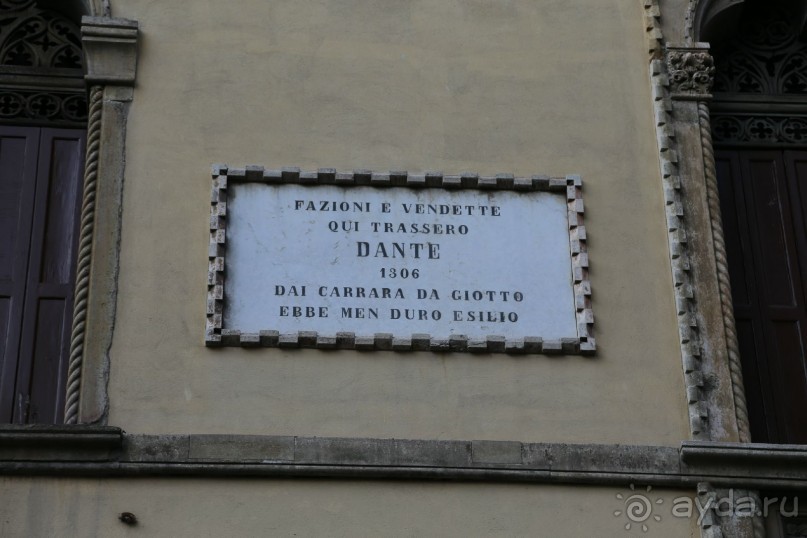 FAZIONI E VENDETTE
QUI TRASSERO
DANTE
1306
DAI CARRARA DA GIOTTO
EBBE MEN DURO ESILIO
ayda.ru